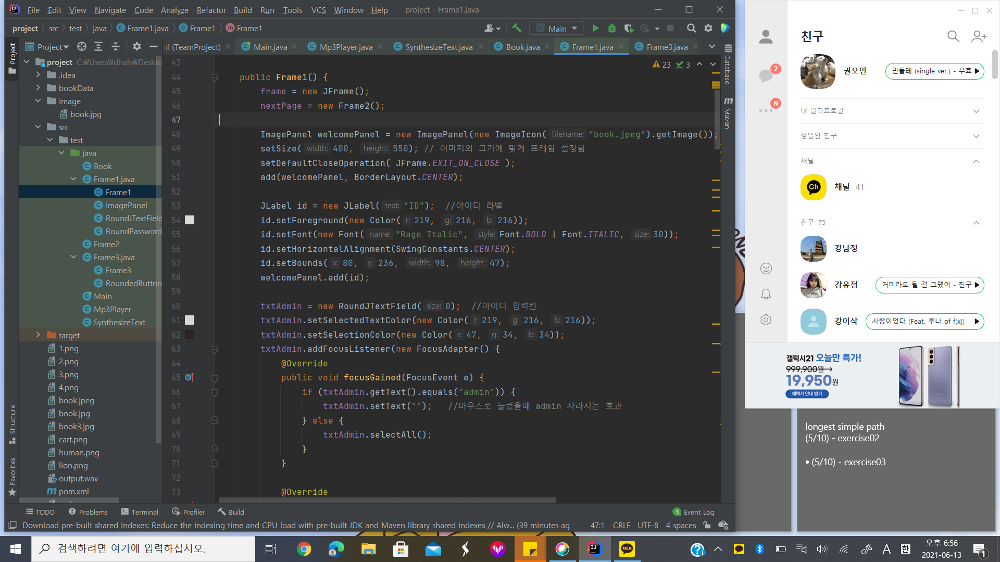 File Edit View Navigate Code Analyze Refactor Build Run Tools VCS Window Help project - Frame1.java
project src test java Frame1.java Frame1 Frame1
Main
Project
Project
ml (TeamProject) Main.java Mp3Player.java SynthesizeText.java Book.java Frame1.java Frame3.java
project C:₩Users₩dhals₩Deskto
.idea
bookData
image
book.jpg
src
test
java
Book
Frame1.java
Frame1
ImagePanel
RoundJTextField
RoundPassword
Frame2
Frame3.java
Frame3
RoundedButton
Main
Mp3Player
SynthesizeText
target
1.png
2.png
3.png
4.png
book.jpeg
book.jpg
book3.jpg
cart.png
human.png
lion.png
output.wav
pom.xml
Structure
Favorites
23 3
43
44 public Frame1() {
45 frame = new JFrame();
46 nextPage = new Frame2();
47
48 ImagePanel welcomePanel = new ImagePanel(new ImageIcon( filename: "book.jpeg").getImage());
49 setSize( width: 400, height: 550); // 이미지의 크기에 맞게 프레임 설정함
50 setDefaultCloseOperation( JFrame.EXIT_ON_CLOSE );
51 add(welcomePanel, BorderLayout.CENTER);
52
53 JLabel id = new JLabel( text: "ID"); //아이디 라벨
54 id.setForeground(new Color( r: 219, g: 216, b: 216));
55 id.setFont(new Font( name: "Rage Italic", style: Font.BOLD | Font.ITALIC, size: 30));
56 id.setHorizontalAlignment(SwingConstants.CENTER);
57 id.setBounds( x: 80, y: 236, width: 98, height: 47);
58 welcomePanel.add(id);
59
60 txtAdmin = new RoundJTextField( size: 0); //아이디 입력칸
61 txtAdmin.setSelectedTextColor(new Color( r: 219, g: 216, b: 216));
62 txtAdmin.setSelectionColor(new Color( r: 47, g: 34, b: 34));
63 txtAdmin.addFocusListener(new FocusAdapter() {
64 @Override
65 public void focusGained(FocusEvent e) {
66 if (txtAdmin.getText().equals("admin")) {
67 txtAdmin.setText(""); //마우스로 눌렀을때 admin 사라지는 효과
68 } else {
69 txtAdmin.selectAll();
70 }
71 }
72
73 @Override
Database
Maven
TODO Problems Terminal Profiler Build 3 Event Log
Download pre-built shared indexes: Reduce the indexing time and CPU load with pre-built JDK and Maven library shared indexes // Alw... (39 minutes ag 47:1 CRLF UTF-8 4 spaces
친구
2
N
권오민 민들레 (single ver.) - 우효
내 멀티프로필
생일인 친구
채널
Ch 채널 41
친구 75
강남정
강유정 거미라도 될 걸 그랬어 - 친구
강이삭 사랑이었다 (Feat. 루나 of f(x)) ...
갤럭시21 오늘만 특가!
999,900원
19,950원
혜택가 안내 받기
longest simple path
(5/10) - exercise02
• (5/10) - exercise03
검색하려면 여기에 입력하십시오.
IJ
TALK
A
한
오후 6:56
2021-06-13
1